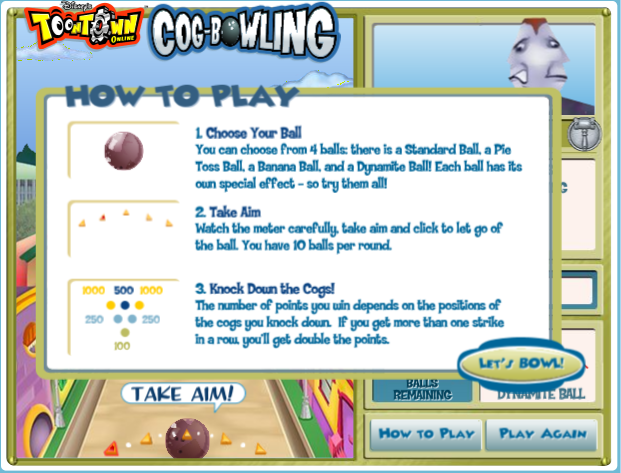 Disney's
TOONTOWN
ONLINE
COG-BOWLING
HOW TO PLAY
1. Choose Your Ball
You can choose from 4 balls: there is a Standard Ball, a Pie
Toss Ball, a Banana Ball, and a Dynamite Ball! Each ball has its
own special effect - so try them all!
2. Take Aim
Watch the meter carefully, take aim and click to let go of
the ball. You have 10 balls per round.
1000 500 1000
250 250
100
3. Knock Down the Cogs!
The number of points you win depends on the positions of
the cogs you knock down. If you get more than one strike
in a row, you'll get double the points.
LET'S BOWL!
TAKE AIM!
BALLS
REMAINING
DYNAMITE BALL
HOW TO PLAY
PLAY AGAIN